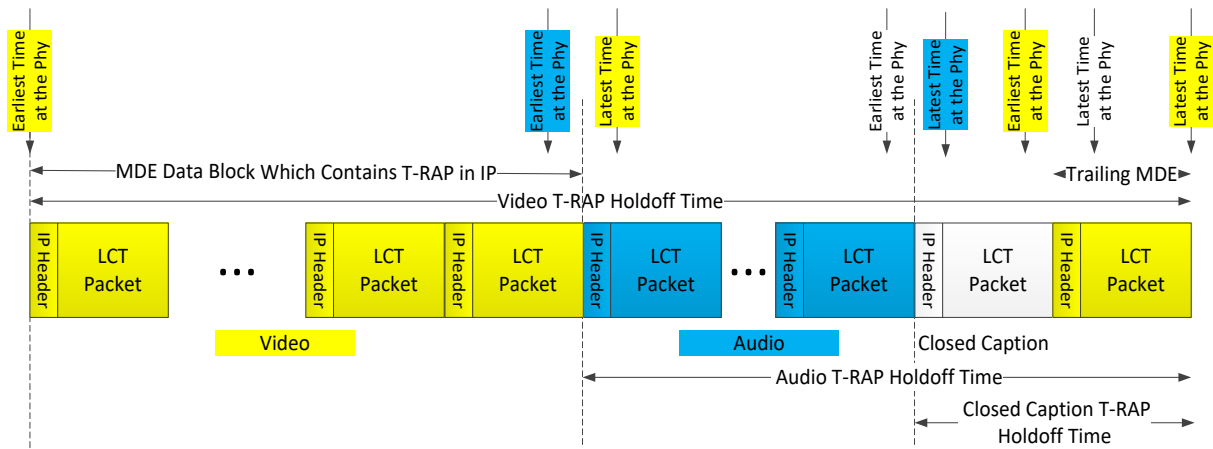 Earliest Time
at the Phy
Earliest Time
at the Phy
Latest Time
at the Phy
Earliest Time
at the Phy
Latest Time
at the Phy
Earliest Time
at the Phy
Latest Time
at the Phy
Latest Time
at the Phy
MDE Data Block Which Contains T-RAP in IP
Trailing MDE
Video T-RAP Holdoff Time
IP Header
LCT
Packet
...
IP Header
LCT
Packet
IP Header
LCT
Packet
IP Header
LCT
Packet
...
IP Header
LCT
Packet
IP Header
LCT
Packet
IP Header
LCT
Packet
Video
Audio
Closed Caption
Audio T-RAP Holdoff Time
Closed Caption T-RAP
Holdoff Time